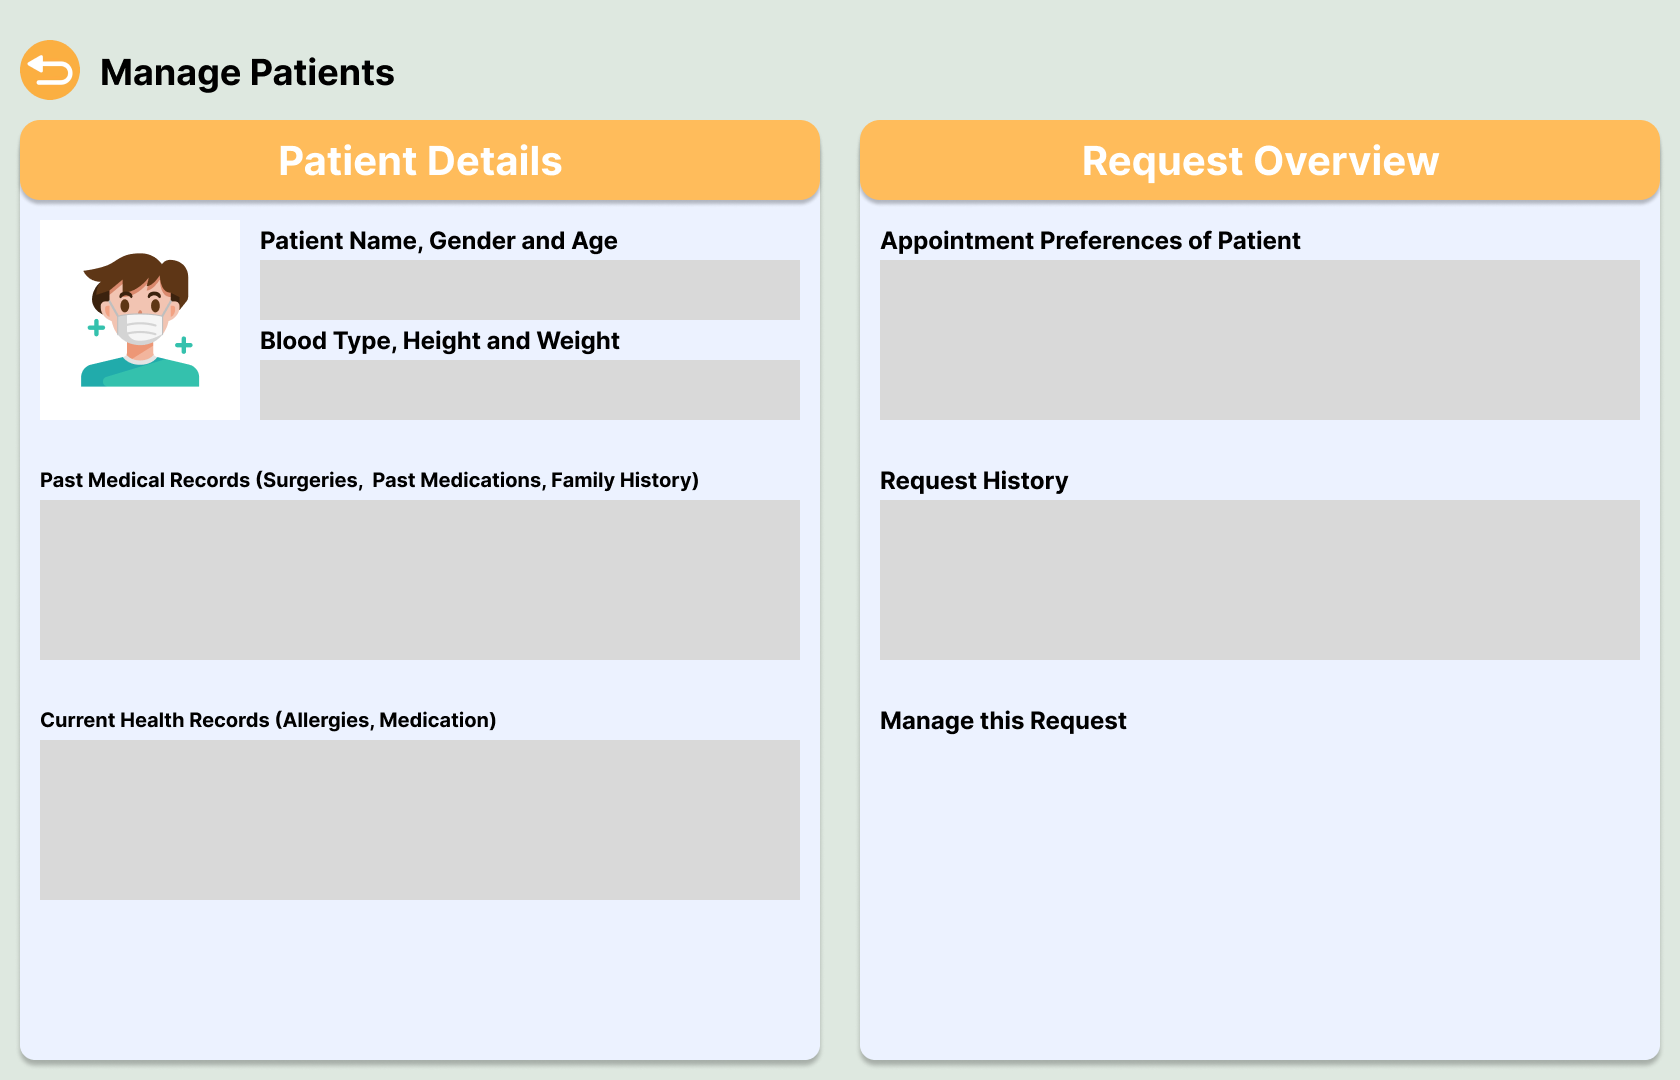 Manage Patients
Patient Details
Patient Name, Gender and Age
Blood Type, Height and Weight
Past Medical Records (Surgeries,  Past Medications, Family History)
Current Health Records (Allergies, Medication)
Request Overview
Appointment Preferences of Patient
Request History
Manage this Request